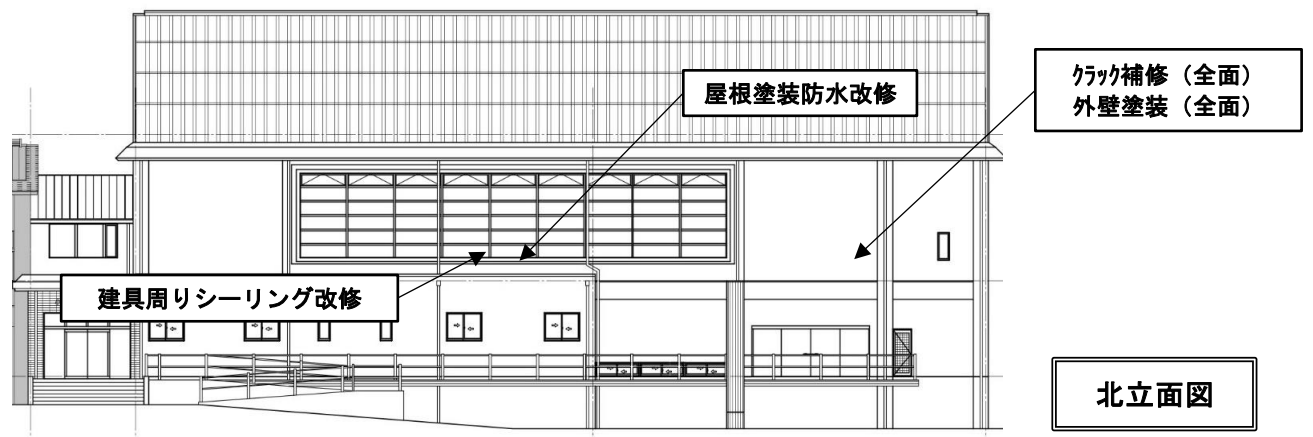 屋根塗装防水改修
ｸﾗｯｸ補修（全面）
外壁塗装（全面）
建具周りシーリング改修
北立面図